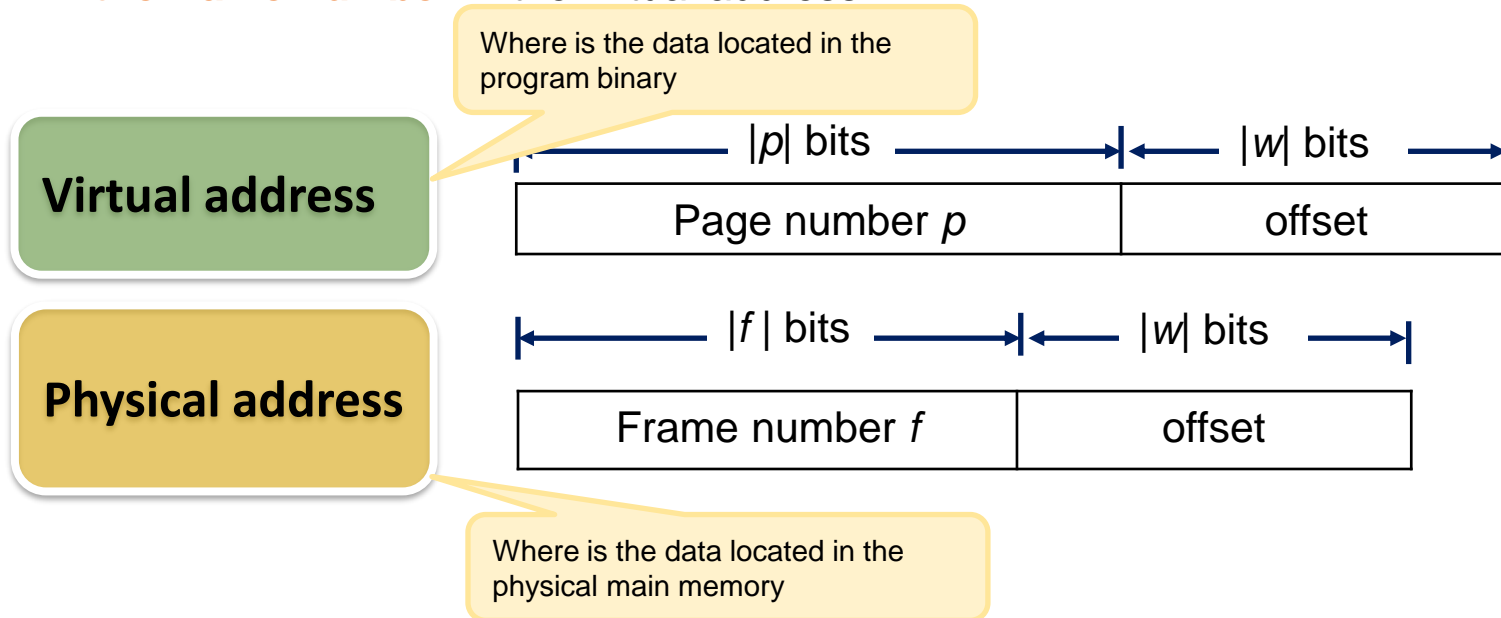 Where is the data located in the
program binary
|p| bits
|w| bits
Virtual address
Page number p
offset
|f | bits
|w| bits
Physical address
Frame number f
offset
Where is the data located in the
physical main memory